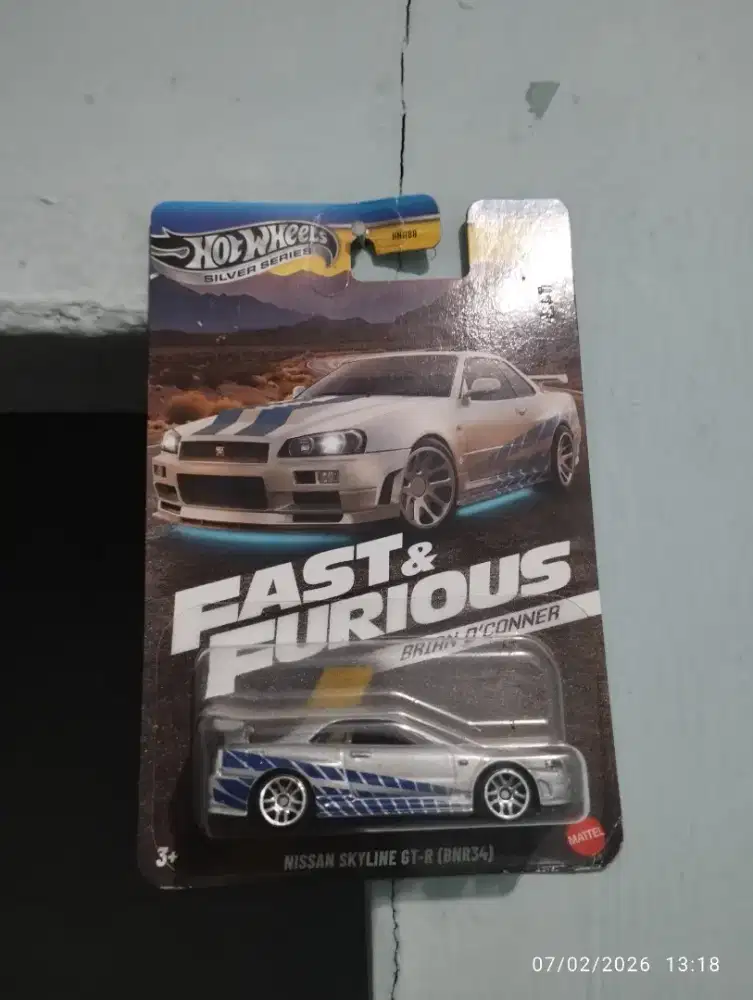 HOT WHEELS
SILVER SERIES
FAST &
FURIOUS
BRIAN O'CONNER
3+
NISSAN SKYLINE GT-R (BNR34)
MATTEL
07/02/2026 13:18